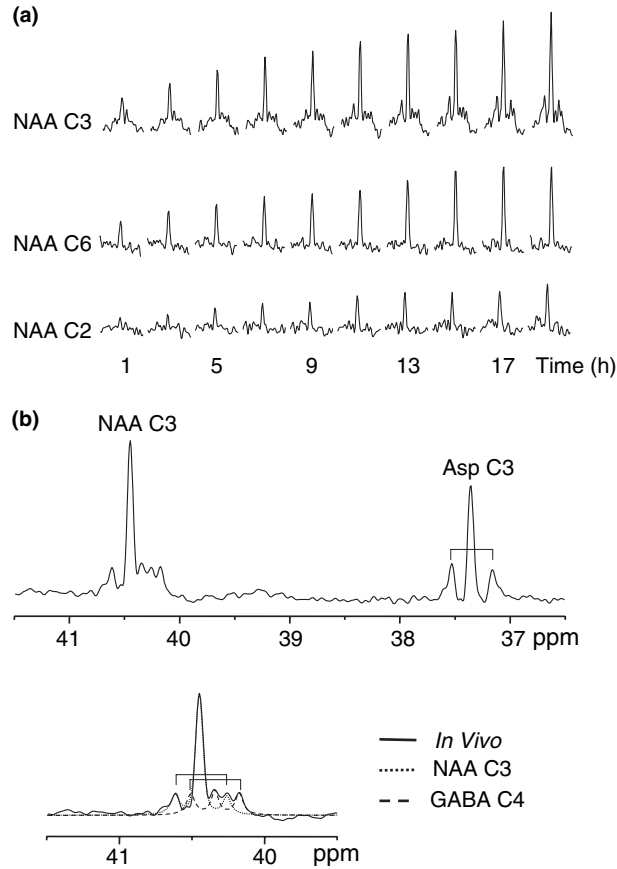 (a)
NAA C3
NAA C6
NAA C2
1 5 9 13 17 Time (h)
(b)
NAA C3
Asp C3
41 40 39 38 37 ppm
In Vivo
NAA C3
GABA C4
41 40 ppm